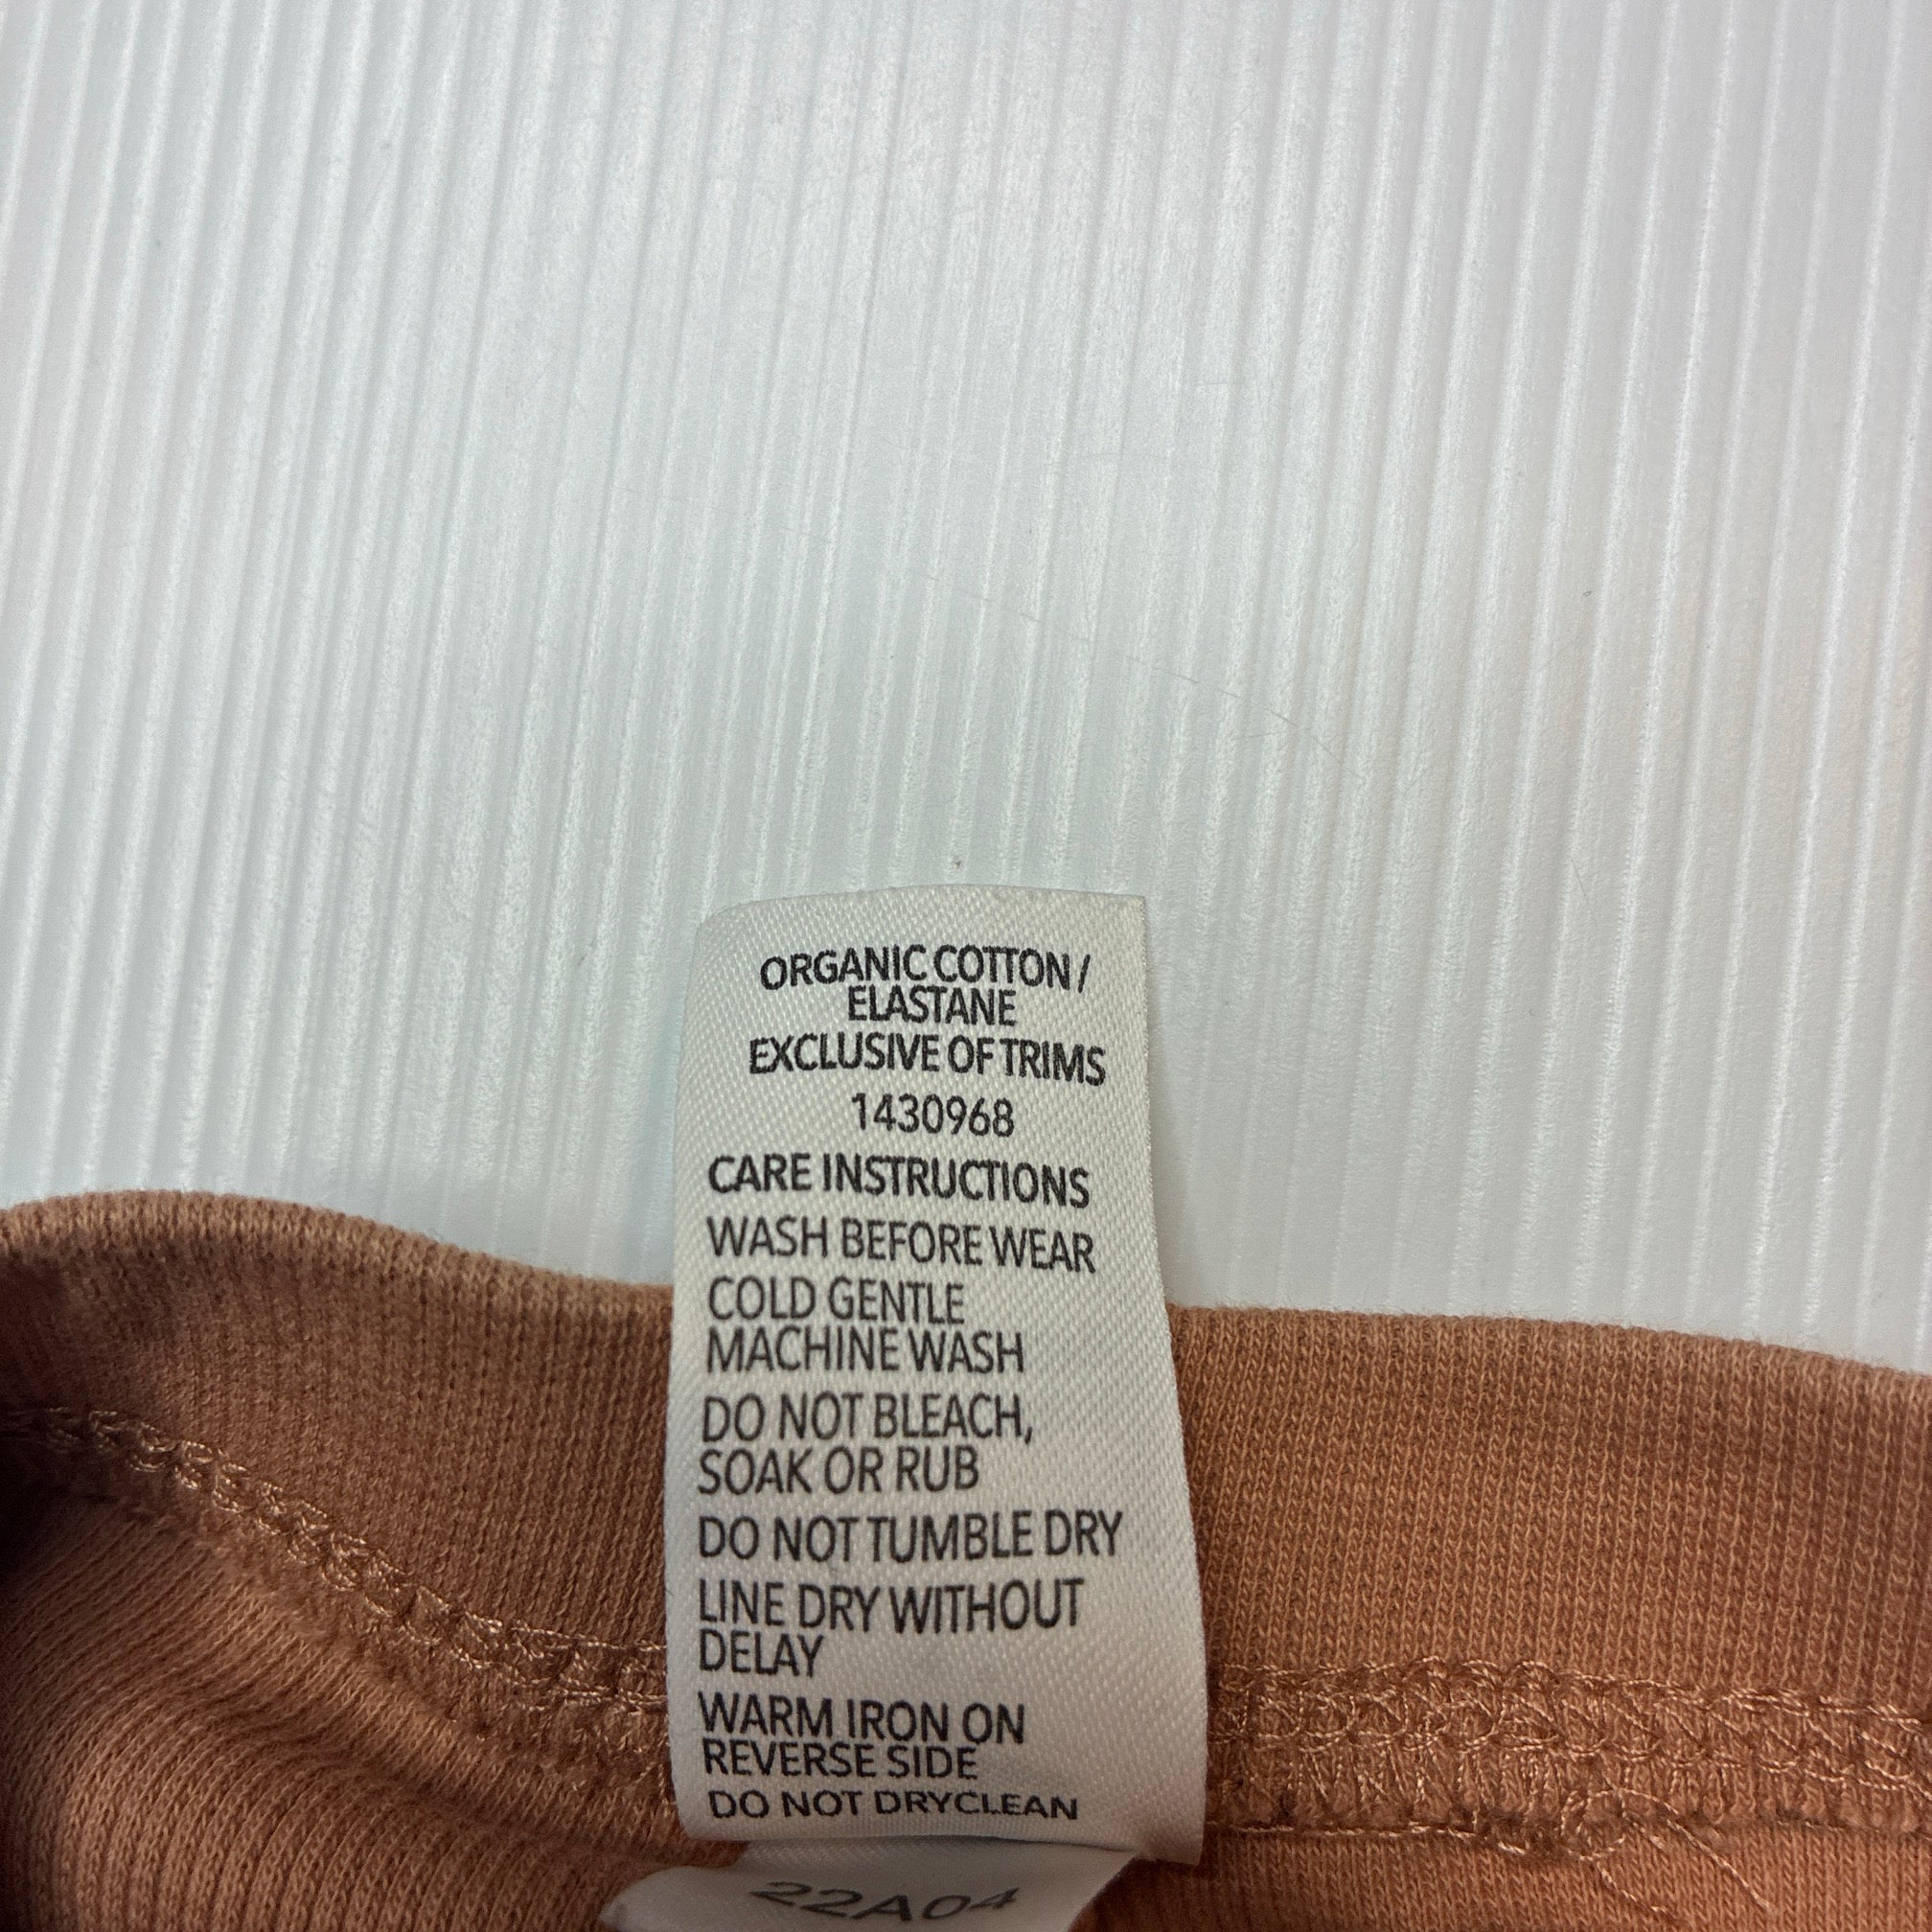 ORGANIC COTTON /
ELASTANE
EXCLUSIVE OF TRIMS
1430968
CARE INSTRUCTIONS
WASH BEFORE WEAR
COLD GENTLE
MACHINE WASH
DO NOT BLEACH,
SOAK OR RUB
DO NOT TUMBLE DRY
LINE DRY WITHOUT
DELAY
WARM IRON ON
REVERSE SIDE
DO NOT DRYCLEAN
22A04